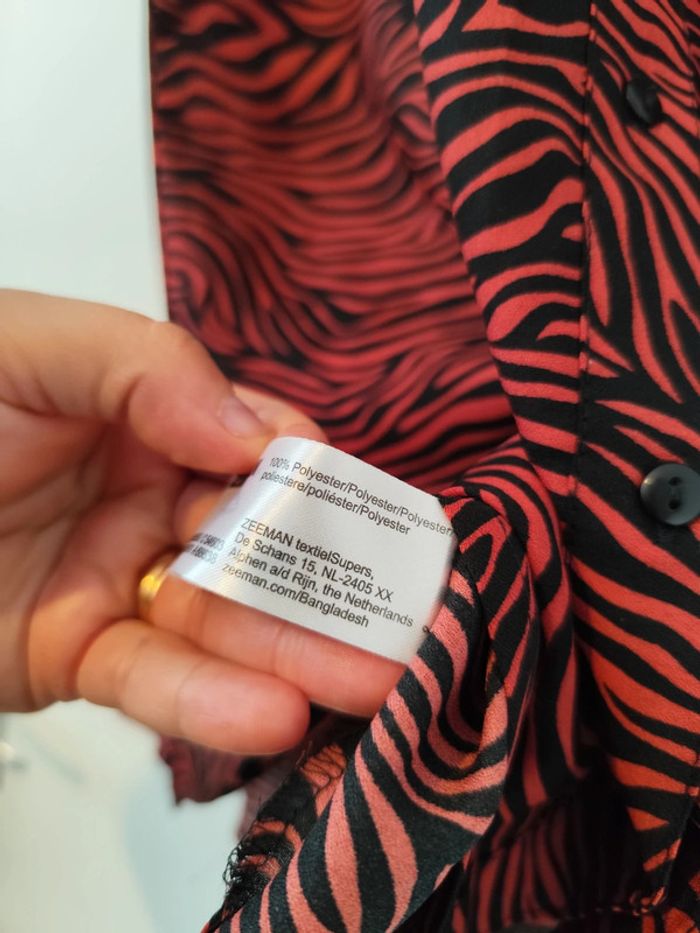 100% Polyester/Polyester/Polyester/
poliestere/poliéster/Polyester
ZEEMAN textielSupers,
De Schans 15, NL-2405 XX
Alphen a/d Rijn, the Netherlands
zeeman.com/Bangladesh